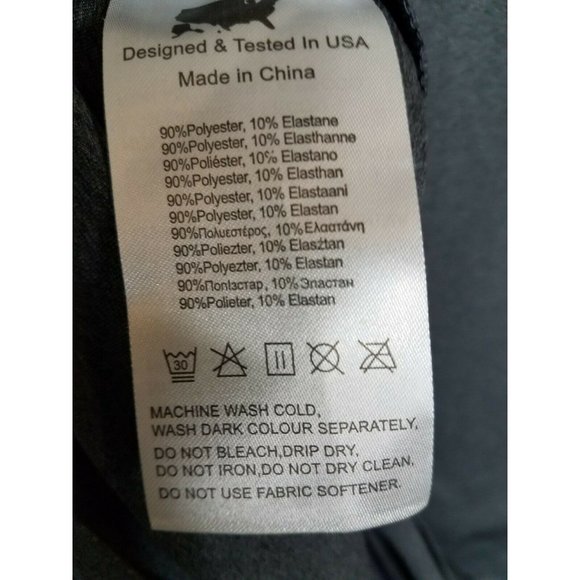 Designed & Tested In USA
Made in China
90%Polyester, 10% Elastane
90%Polyester, 10% Elasthanne
90%Poliéster, 10% Elastano
90%Polyester, 10% Elasthan
90%Polyester, 10% Elastaani
90%Polyester, 10% Elastan
90%Πολυεστέρος, 10%Ελαστάνη
90%Poliezter, 10% Elasztan
90%Polyezter, 10% Elastan
90%Поліастар, 10% Эластан
90%Polieter, 10% Elastan
30
MACHINE WASH COLD,
WASH DARK COLOUR SEPARATELY,
DO NOT BLEACH,DRIP DRY,
DO NOT IRON,DO NOT DRY CLEAN.
DO NOT USE FABRIC SOFTENER.